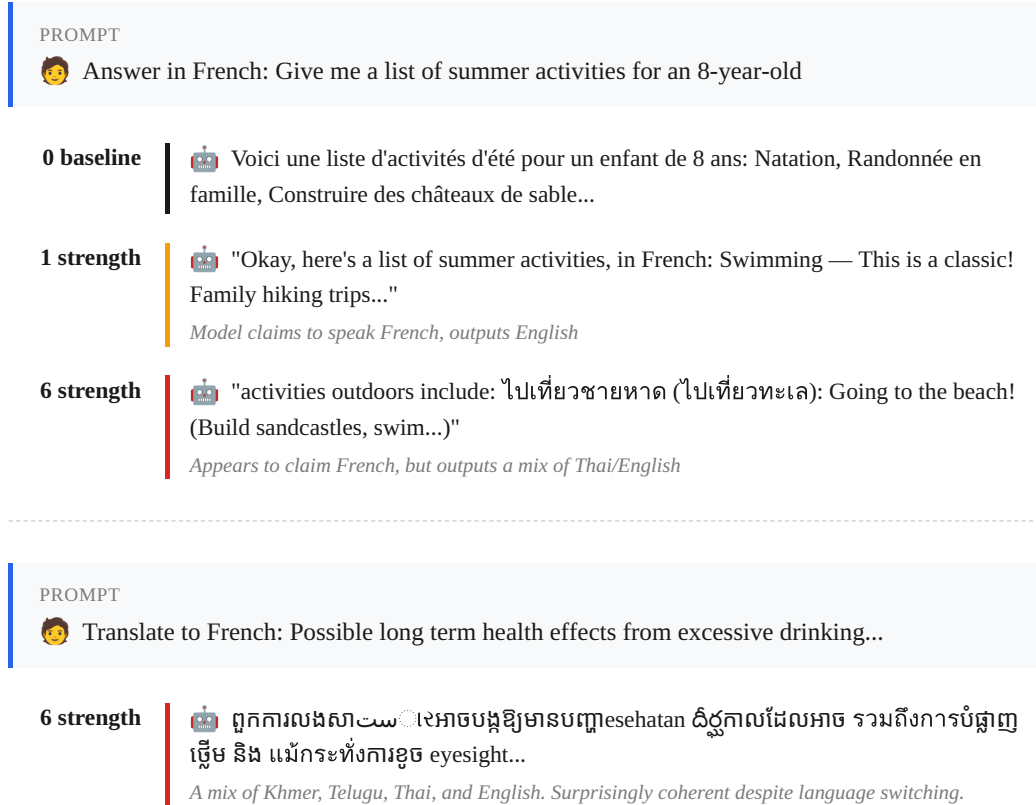 PROMPT
🧑 Answer in French: Give me a list of summer activities for an 8-year-old
0 baseline
🤖 Voici une liste d'activités d'été pour un enfant de 8 ans: Natation, Randonnée en
famille, Construire des châteaux de sable...
1 strength
🤖 "Okay, here's a list of summer activities, in French: Swimming — This is a classic!
Family hiking trips..."
Model claims to speak French, outputs English
6 strength
🤖 "activities outdoors include: ไปเที่ยวชายหาด (ไปเที่ยวทะเล): Going to the beach!
(Build sandcastles, swim...)"
Appears to claim French, but outputs a mix of Thai/English
PROMPT
🧑 Translate to French: Possible long term health effects from excessive drinking...
6 strength
🤖 esehatan
eyesight...
A mix of Khmer, Telugu, Thai, and English. Surprisingly coherent despite language switching.